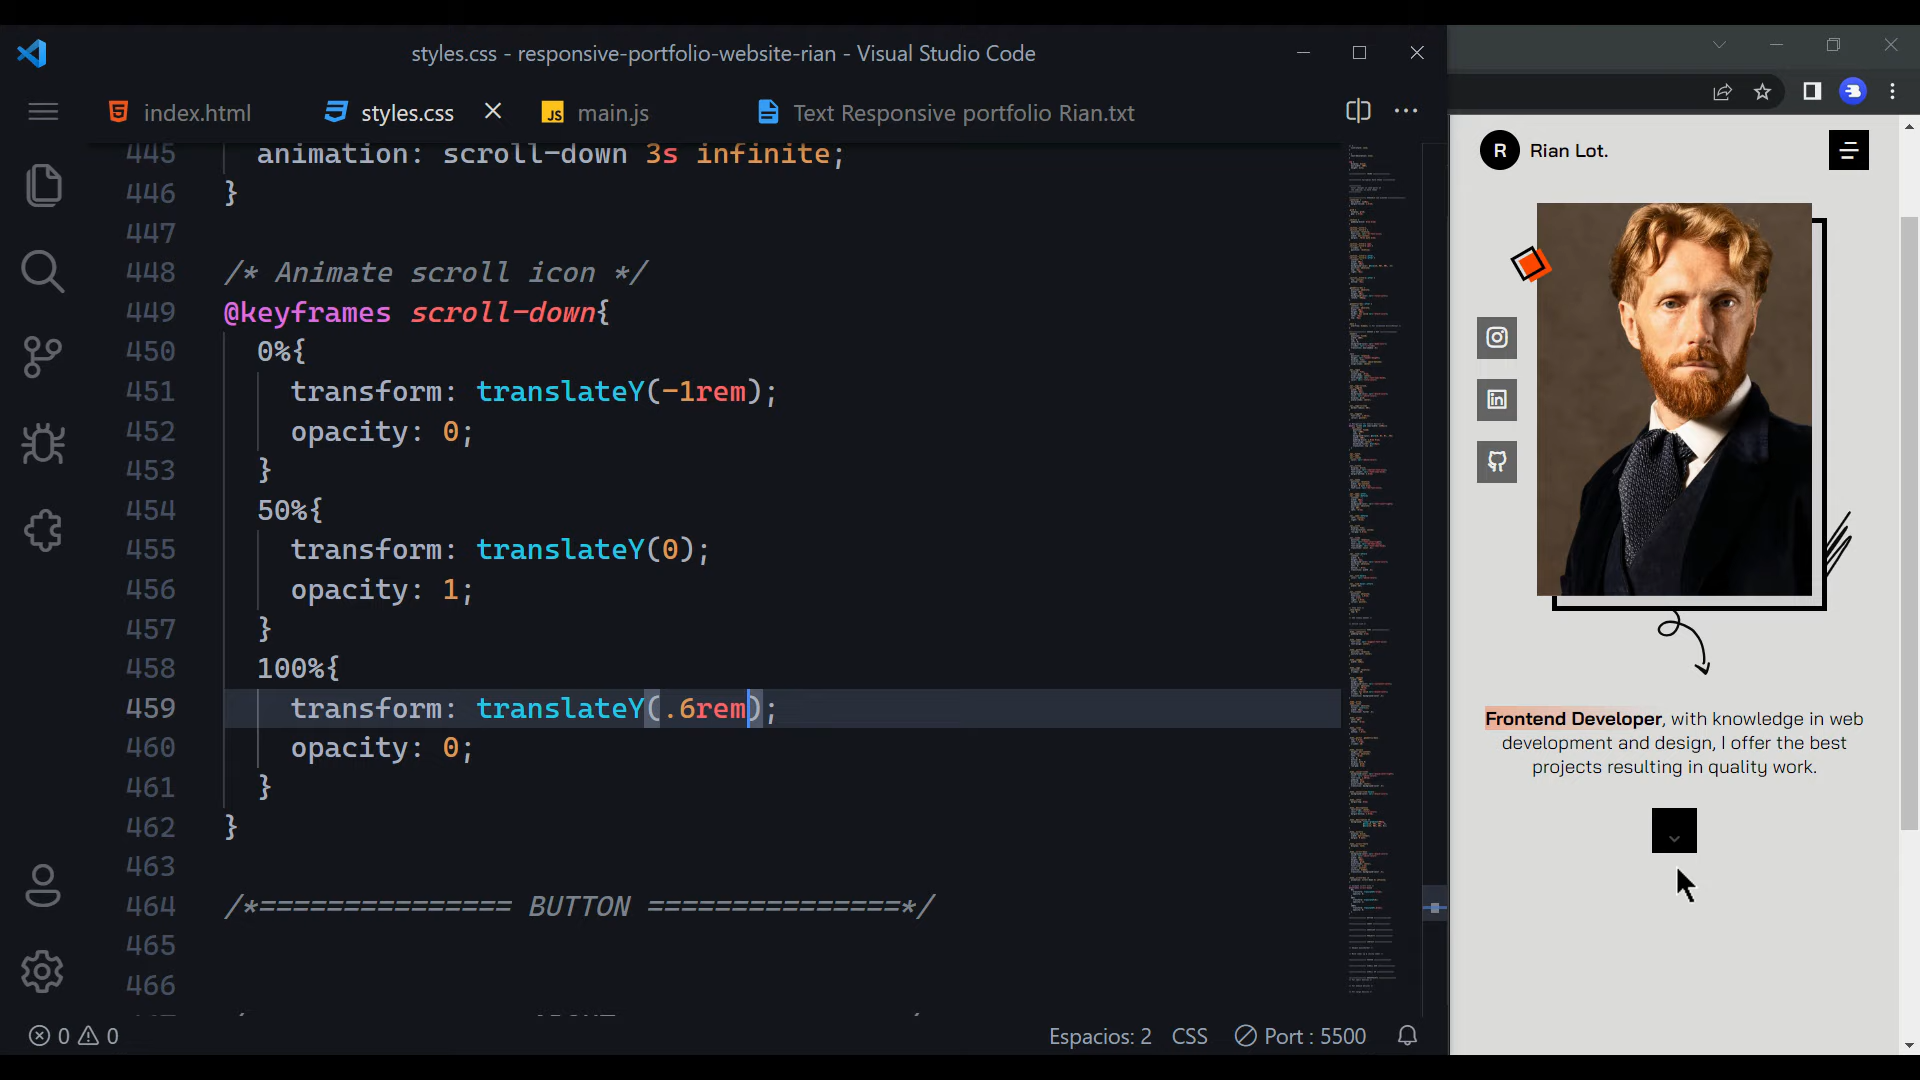 styles.css - responsive-portfolio-website-rian - Visual Studio Code
index.html
styles.css
JS main.js
Text Responsive portfolio Rian.txt
445 animation: scroll-down 3s infinite;
446 }
447
448 /* Animate scroll icon */
449 @keyframes scroll-down{
450 0%{
451 transform: translateY(-1rem);
452 opacity: 0;
453 }
454 50%{
455 transform: translateY(0);
456 opacity: 1;
457 }
458 100%{
459 transform: translateY(.6rem);
460 opacity: 0;
461 }
462 }
463
464 /*=============== BUTTON ===============*/
465
466
0 0
Espacios: 2 CSS Port : 5500
R Rian Lot.
in
Frontend Developer, with knowledge in web
development and design, I offer the best
projects resulting in quality work.